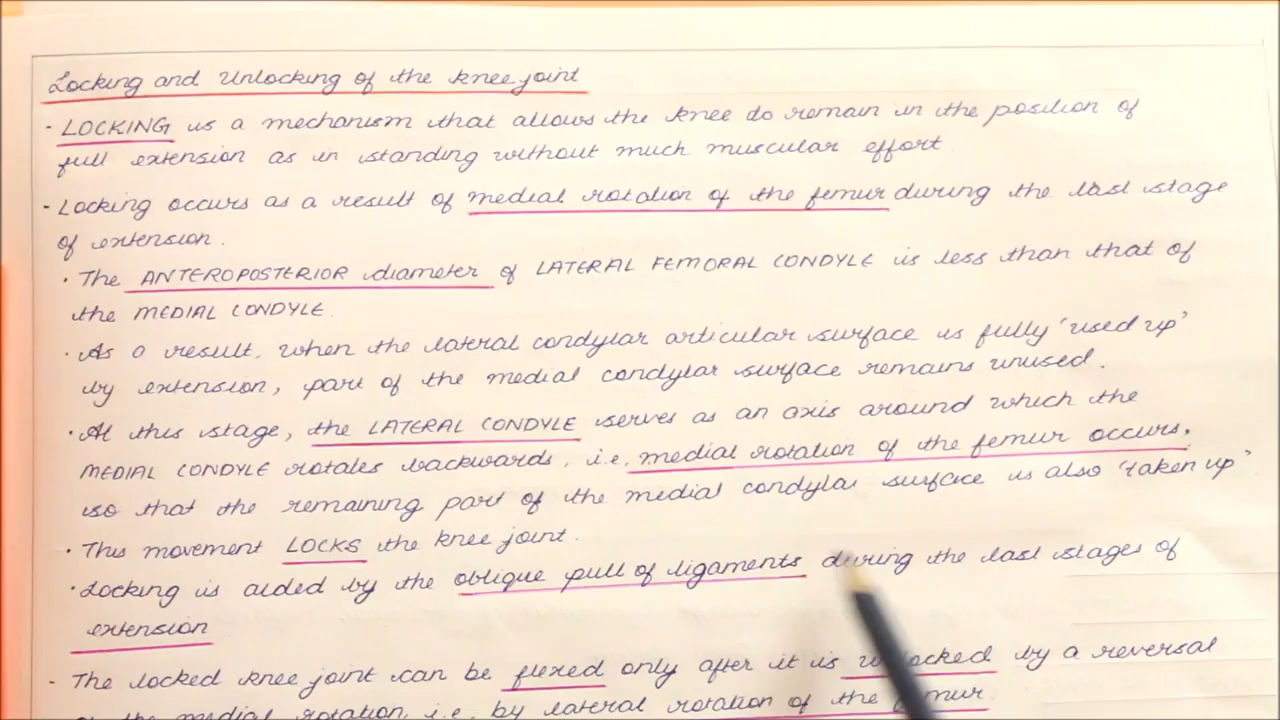 Locking and Unlocking of the knee joint
· LOCKING is a mechanism that allows the knee to remain in the position of
full extension as in standing without much muscular effort
- Locking occurs as a result of medial rotation of the femur during the last stage
of extension.
· The ANTEROPOSTERIOR diameter of LATERAL FEMORAL CONDYLE is less than that of
the MEDIAL CONDYLE.
· As a result, when the lateral condylar articular surface is fully 'used up'
by extension, part of the medial condylar surface remains unused.
· At this stage, the LATERAL CONDYLE serves as an axis around which the
MEDIAL CONDYLE rotates backwards, i.e. medial rotation of the femur occurs,
so that the remaining part of the medial condylar surface is also 'taken up'
· This movement LOCKS the knee joint.
· Locking is aided by the oblique pull of ligaments during the last stages of
extension
- The locked knee joint can be flexed only after it is by a reversal
of the medial rotation, i.e. by lateral rotation of the femur.